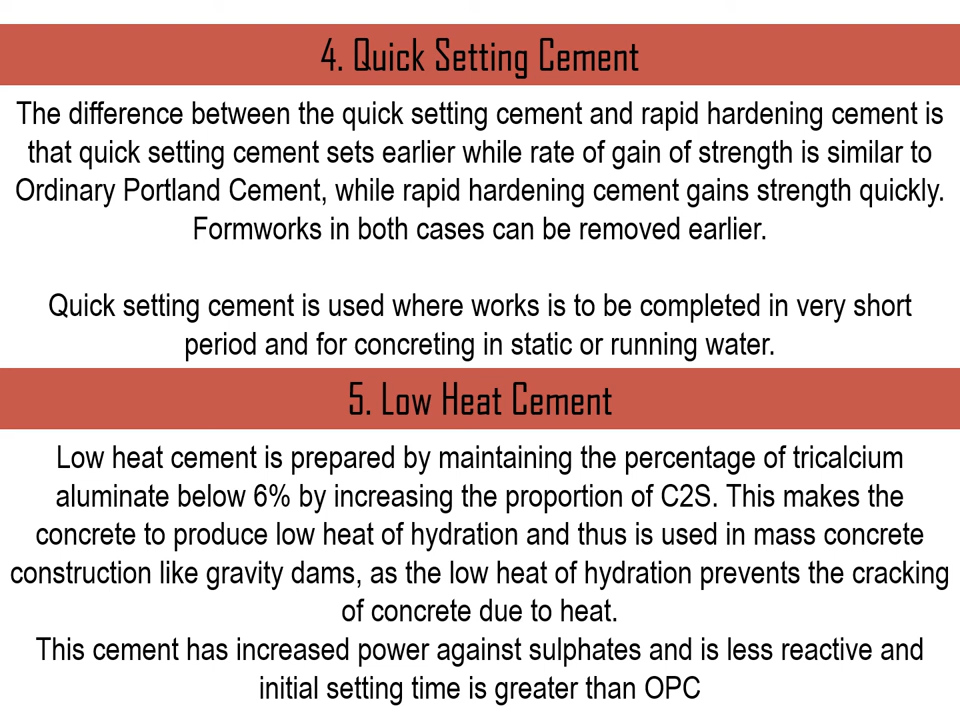 4. Quick Setting Cement
The difference between the quick setting cement and rapid hardening cement is
that quick setting cement sets earlier while rate of gain of strength is similar to
Ordinary Portland Cement, while rapid hardening cement gains strength quickly.
Formworks in both cases can be removed earlier.
Quick setting cement is used where works is to be completed in very short
period and for concreting in static or running water.
5. Low Heat Cement
Low heat cement is prepared by maintaining the percentage of tricalcium
aluminate below 6% by increasing the proportion of C2S. This makes the
concrete to produce low heat of hydration and thus is used in mass concrete
construction like gravity dams, as the low heat of hydration prevents the cracking
of concrete due to heat.
This cement has increased power against sulphates and is less reactive and
initial setting time is greater than OPC